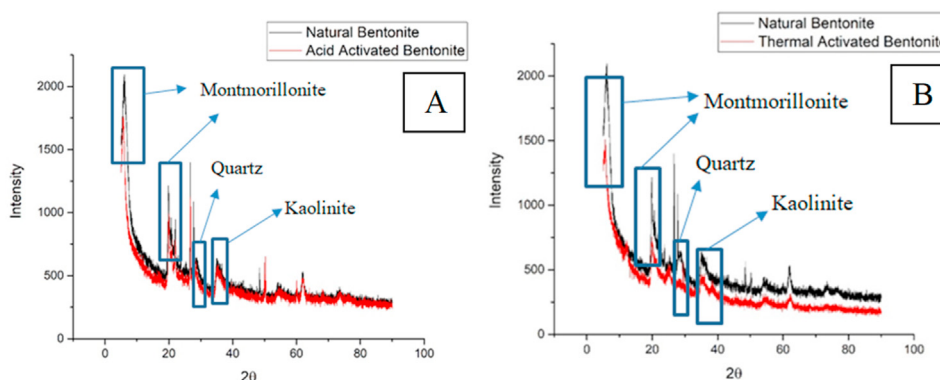 Natural Bentonite
Acid Activated Bentonite
A
Montmorillonite
Quartz
Kaolinite
Intensity
2000
1500
1000
500
0
0
20
40
60
80
100
2θ
Natural Bentonite
Thermal Activated Bentonite
B
Montmorillonite
Quartz
Kaolinite
Intensity
2000
1500
1000
500
0
0
20
40
60
80
100
2θ